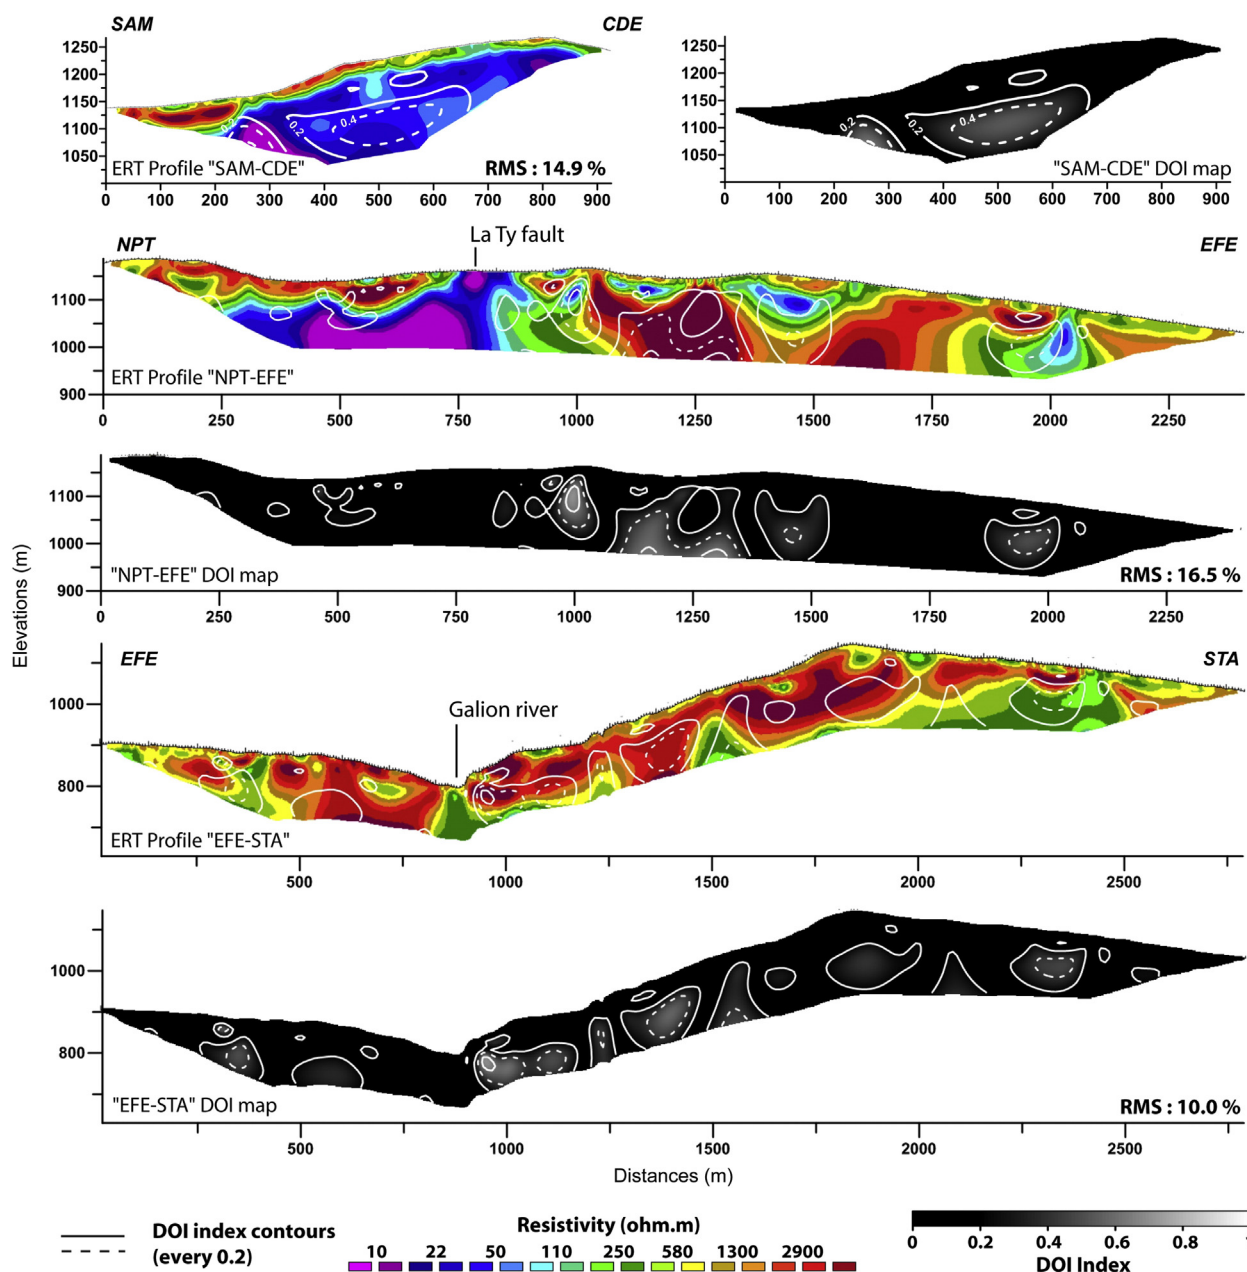 SAM CDE
1250
1200
1150
1100
1050
0.2 0.2 0.4
ERT Profile "SAM-CDE" RMS : 14.9 %
0 100 200 300 400 500 600 700 800 900
1250
1200
1150
1100
1050
0.2 0.2 0.4
"SAM-CDE" DOI map
0 100 200 300 400 500 600 700 800 900
La Ty fault
NPT EFE
1100
1000
900
ERT Profile "NPT-EFE"
0 250 500 750 1000 1250 1500 1750 2000 2250
1100
1000
900
"NPT-EFE" DOI map RMS : 16.5 %
0 250 500 750 1000 1250 1500 1750 2000 2250
Elevations (m)
EFE STA
Galion river
1000
800
ERT Profile "EFE-STA"
500 1000 1500 2000 2500
1000
800
"EFE-STA" DOI map RMS : 10.0 %
500 1000 1500 2000 2500
Distances (m)
DOI index contours
(every 0.2)
Resistivity (ohm.m)
10 22 50 110 250 580 1300 2900
0 0.2 0.4 0.6 0.8 1
DOI Index